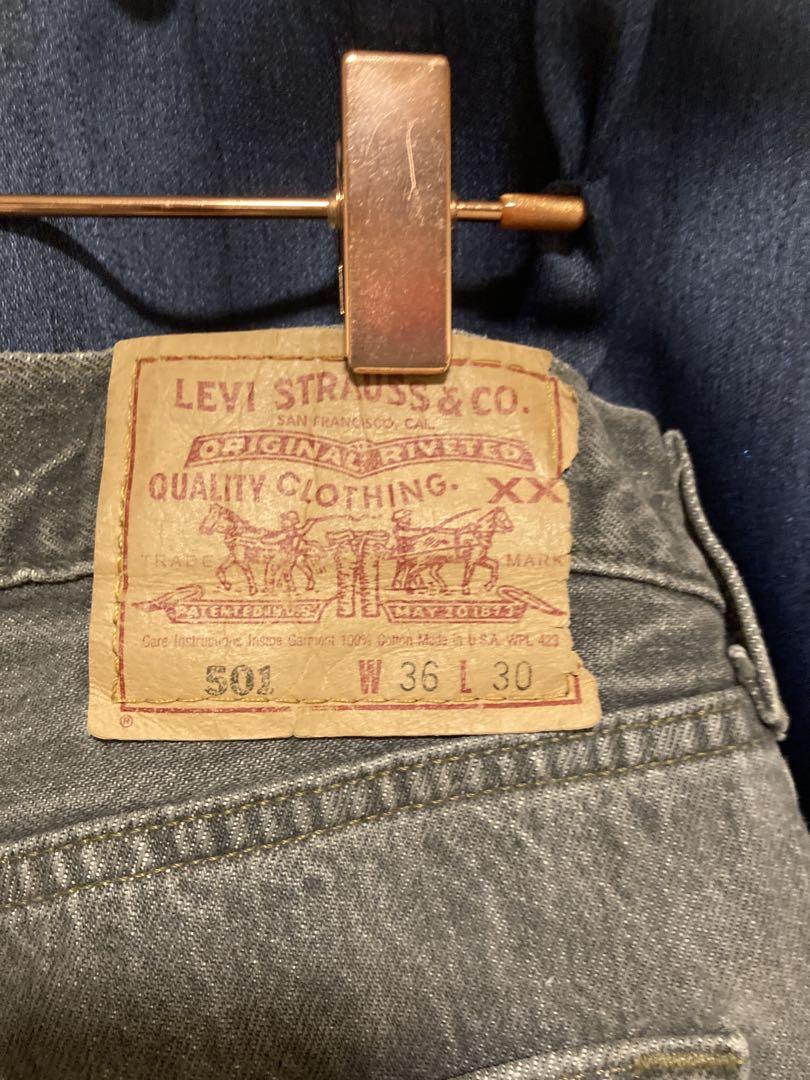 LEVI STRAUSS & CO.
SAN FRANCISCO, CAL.
ORIGINAL RIVETED
QUALITY CLOTHING. XX
TRADE MARK
PATENTED IN U.S. MAY 20 1873
Care Instructions Inside Garment 100% Cotton Made in U.S.A. WPL 423
501 W 36 L 30
®